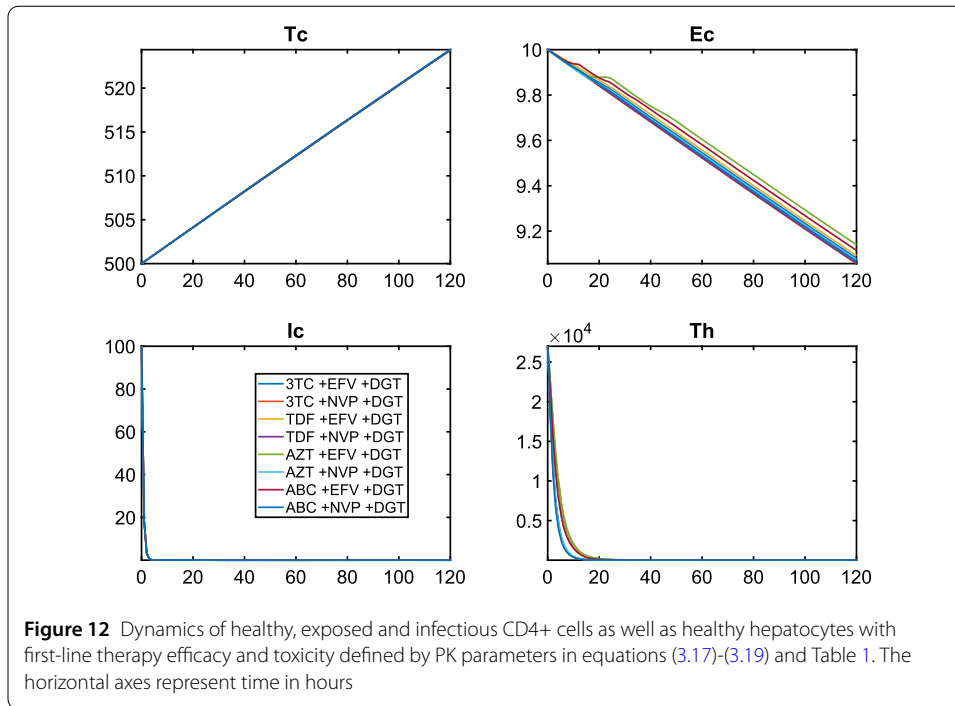 Tc
520
515
510
505
500
0 20 40 60 80 100 120
Ec
10
9.8
9.6
9.4
9.2
0 20 40 60 80 100 120
Ic
100
80
60
40
20
0 20 40 60 80 100 120
3TC +EFV +DGT
3TC +NVP +DGT
TDF +EFV +DGT
TDF +NVP +DGT
AZT +EFV +DGT
AZT +NVP +DGT
ABC +EFV +DGT
ABC +NVP +DGT
Th
×10⁴
2.5
2
1.5
1
0.5
0 20 40 60 80 100 120
Figure 12 Dynamics of healthy, exposed and infectious CD4+ cells as well as healthy hepatocytes with
first-line therapy efficacy and toxicity defined by PK parameters in equations (3.17)-(3.19) and Table 1. The
horizontal axes represent time in hours